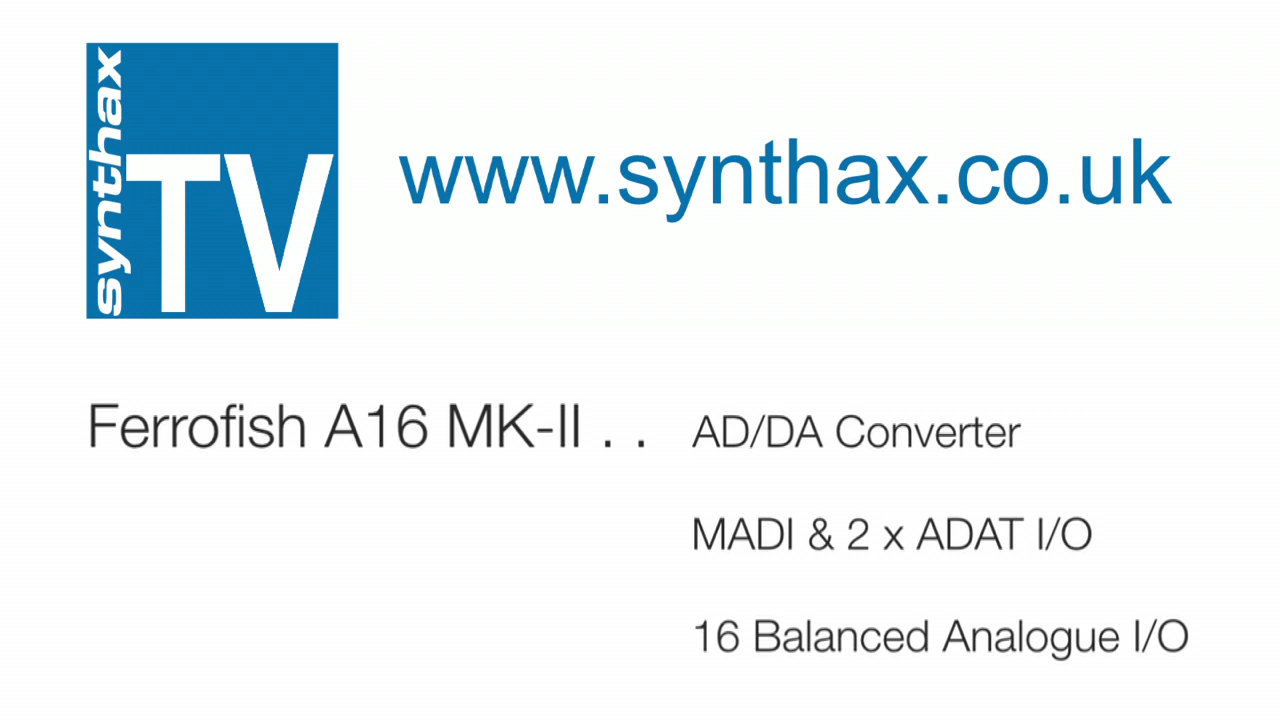 synthax
TV
www.synthax.co.uk
Ferrofish A16 MK-II . . AD/DA Converter
MADI & 2 x ADAT I/O
16 Balanced Analogue I/O